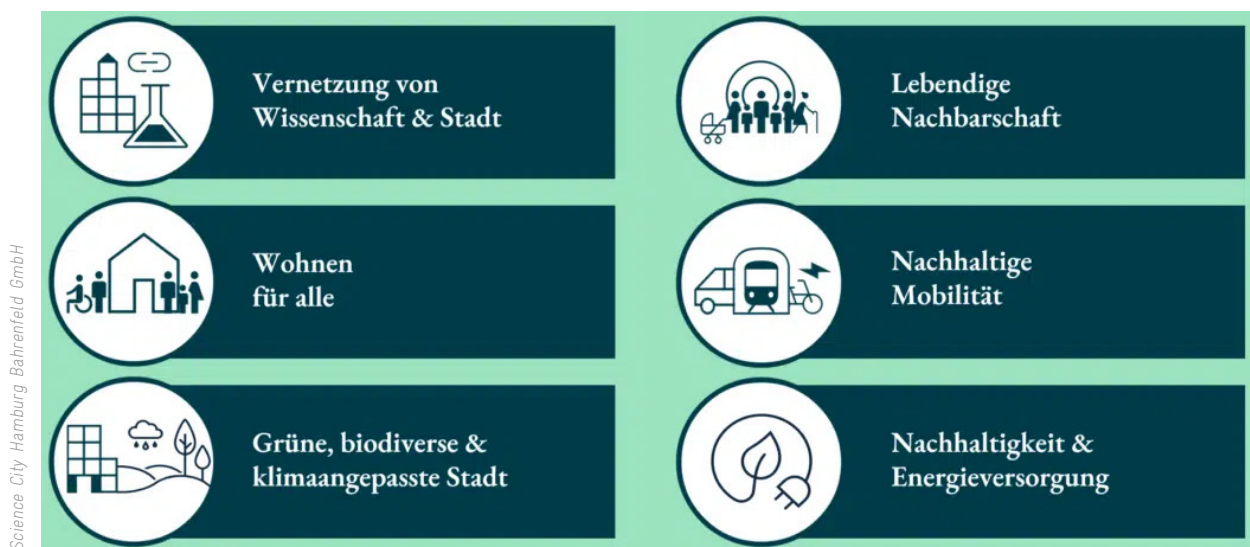 Vernetzung von
Wissenschaft & Stadt
Lebendige
Nachbarschaft
Wohnen
für alle
Nachhaltige
Mobilität
Grüne, biodiverse &
klimaangepasste Stadt
Nachhaltigkeit &
Energieversorgung
Science City Hamburg Bahrenfeld GmbH